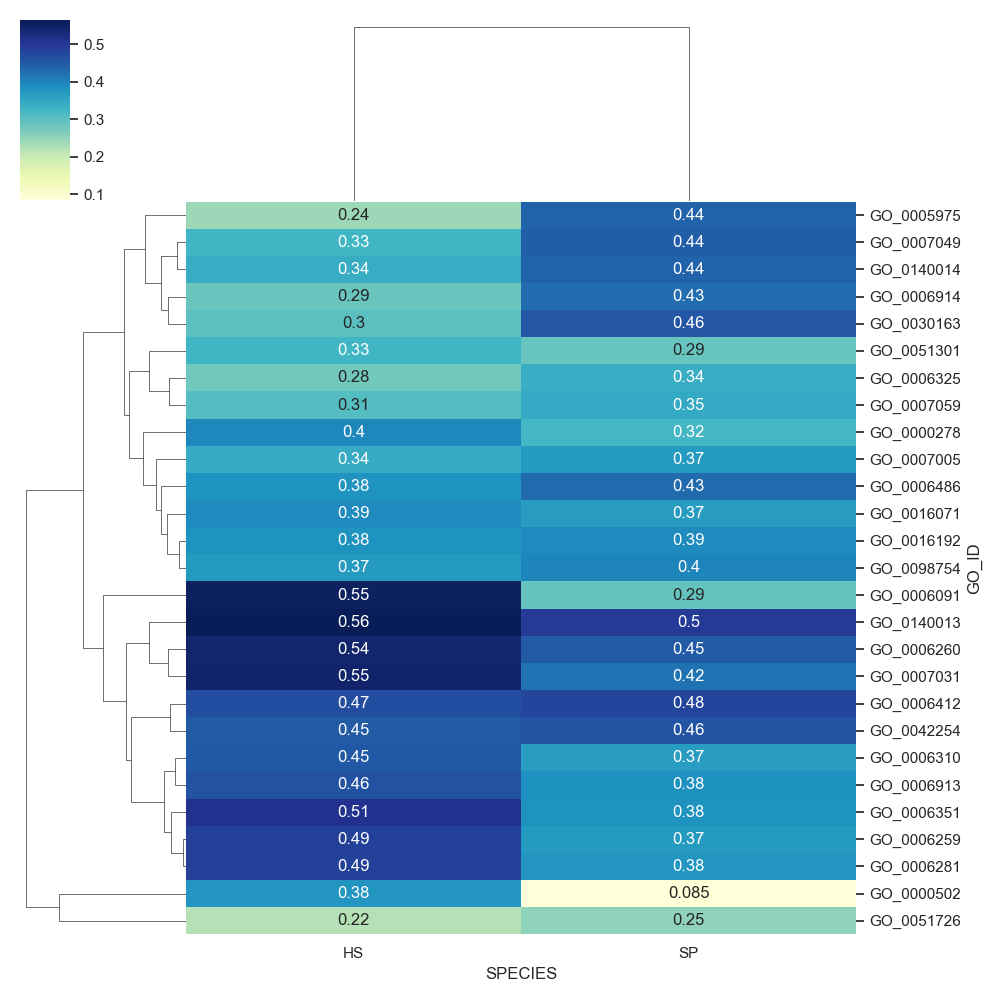 0.5
0.4
0.3
0.2
0.1
0.24 0.44 GO_0005975
0.33 0.44 GO_0007049
0.34 0.44 GO_0140014
0.29 0.43 GO_0006914
0.3 0.46 GO_0030163
0.33 0.29 GO_0051301
0.28 0.34 GO_0006325
0.31 0.35 GO_0007059
0.4 0.32 GO_0000278
0.34 0.37 GO_0007005
0.38 0.43 GO_0006486
0.39 0.37 GO_0016071
0.38 0.39 GO_0016192
0.37 0.4 GO_0098754
0.55 0.29 GO_0006091
0.56 0.5 GO_0140013
0.54 0.45 GO_0006260
0.55 0.42 GO_0007031
0.47 0.48 GO_0006412
0.45 0.46 GO_0042254
0.45 0.37 GO_0006310
0.46 0.38 GO_0006913
0.51 0.38 GO_0006351
0.49 0.37 GO_0006259
0.49 0.38 GO_0006281
0.38 0.085 GO_0000502
0.22 0.25 GO_0051726
GO_ID
HS SP
SPECIES